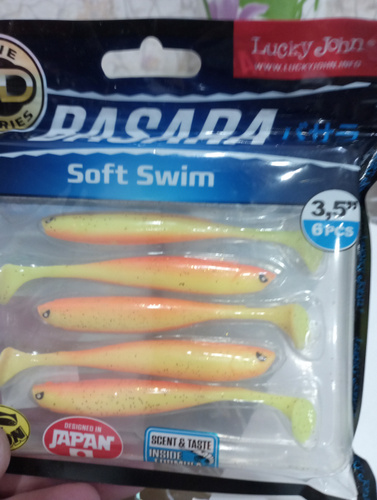 Lucky John
WWW.LUCKYJOHN.INFO
BASARA
Soft Swim
3,5"
6PCS
DESIGNED IN
JAPAN
SCENT & TASTE
INSIDE